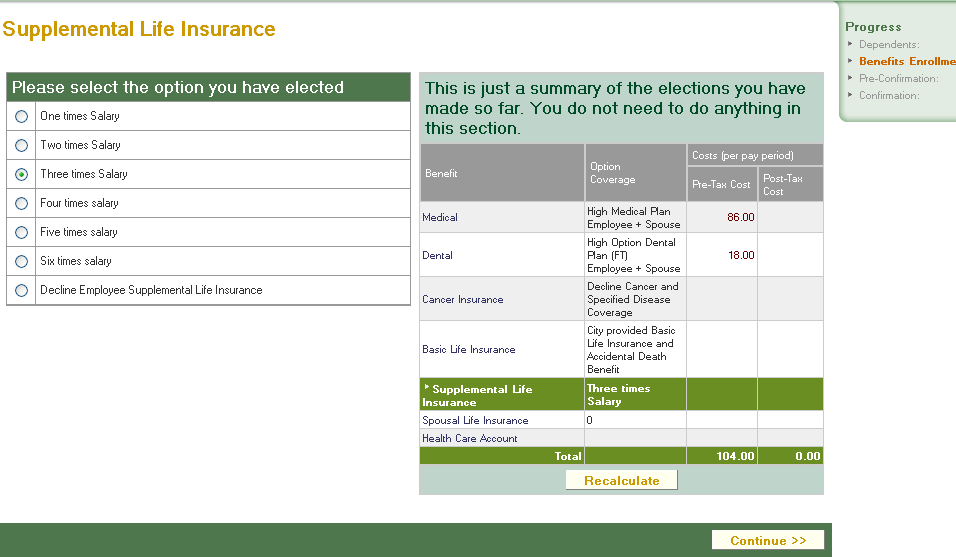 Supplemental Life Insurance
Please select the option you have elected
One times Salary
Two times Salary
Three times Salary
Four times salary
Five times salary
Six times salary
Decline Employee Supplemental Life Insurance
This is just a summary of the elections you have
made so far. You do not need to do anything in
this section.
Benefit
Option
Coverage
Costs (per pay period)
Pre-Tax Cost
Post-Tax
Cost
Medical
High Medical Plan
Employee + Spouse
86.00
Dental
High Option Dental
Plan (FT)
Employee + Spouse
18.00
Cancer Insurance
Decline Cancer and
Specified Disease
Coverage
Basic Life Insurance
City provided Basic
Life Insurance and
Accidental Death
Benefit
Supplemental Life
Insurance
Three times
Salary
Spousal Life Insurance 0
Health Care Account
Total 104.00 0.00
Recalculate
Continue >>
Progress
Dependents:
Benefits Enrollme
Pre-Confirmation:
Confirmation: